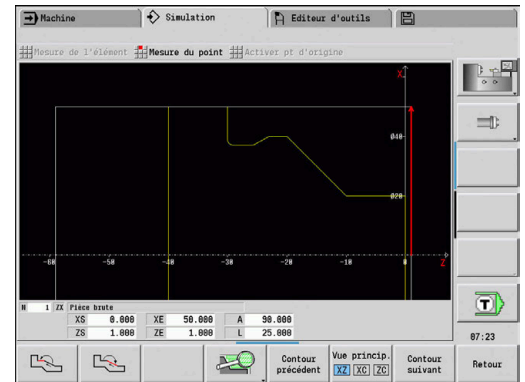 Machine
Simulation
Editeur d'outils
Mesure de l'élément
Mesure du point
Activer pt d'origine
X
Ø40
Ø20
-60
-50
-40
-30
-20
-10
0
Z
N 1 ZX Pièce brute
XS 0.000 XE 50.000 A 90.000
ZS 1.000 ZE 1.000 L 25.000
T
07:23
Contour précédent
Vue princip.
XZ XC ZC
Contour suivant
Retour